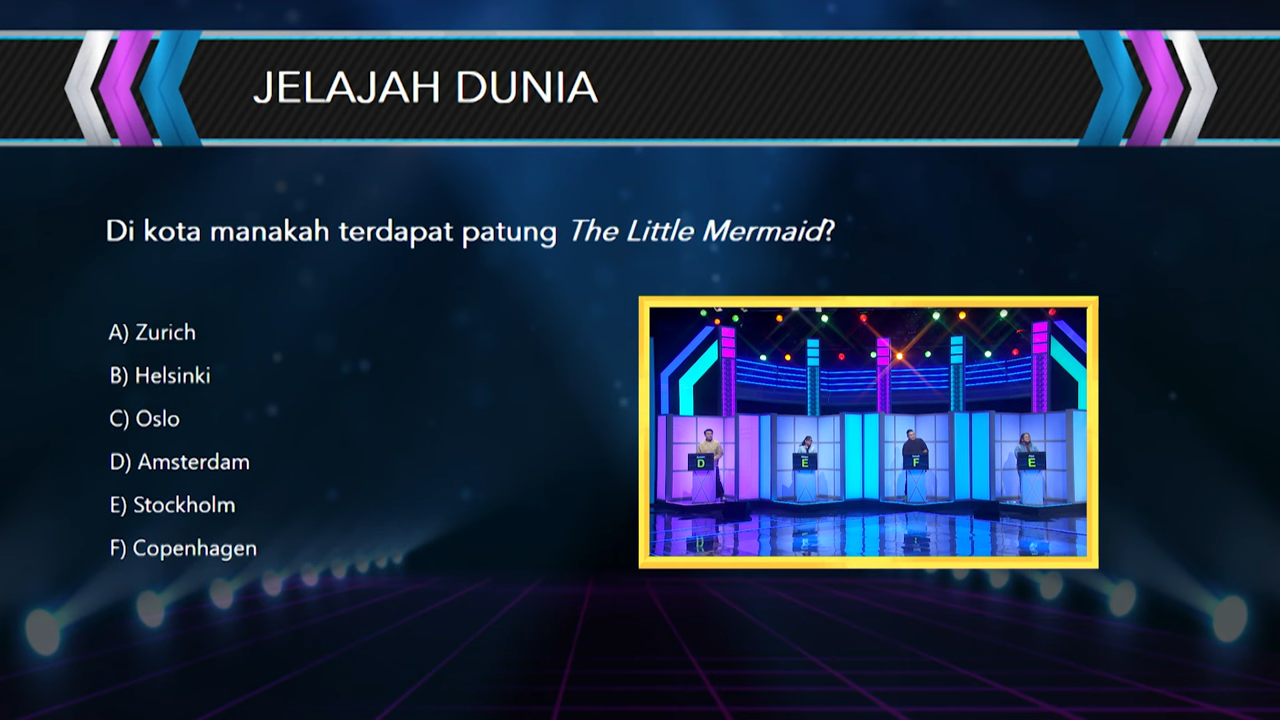 JELAJAH DUNIA
Di kota manakah terdapat patung The Little Mermaid?
A) Zurich
B) Helsinki
C) Oslo
D) Amsterdam
E) Stockholm
F) Copenhagen
D
E
F
E